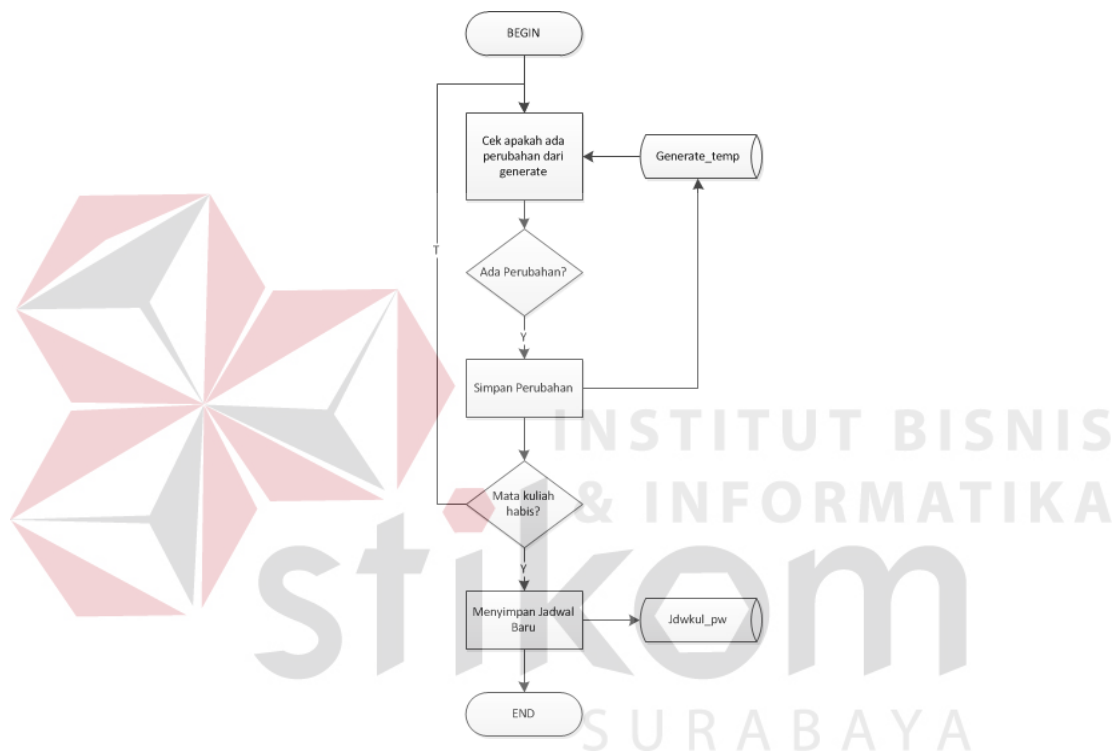 BEGIN
Cek apakah ada
perubahan dari
generate
Generate_temp
T
Ada Perubahan?
Y
Simpan Perubahan
Mata kuliah
habis?
Y
Menyimpan Jadwal
Baru
Jdwkul_pw
END
INSTITUT BISNIS
& INFORMATIKA
stikom
SURABAYA